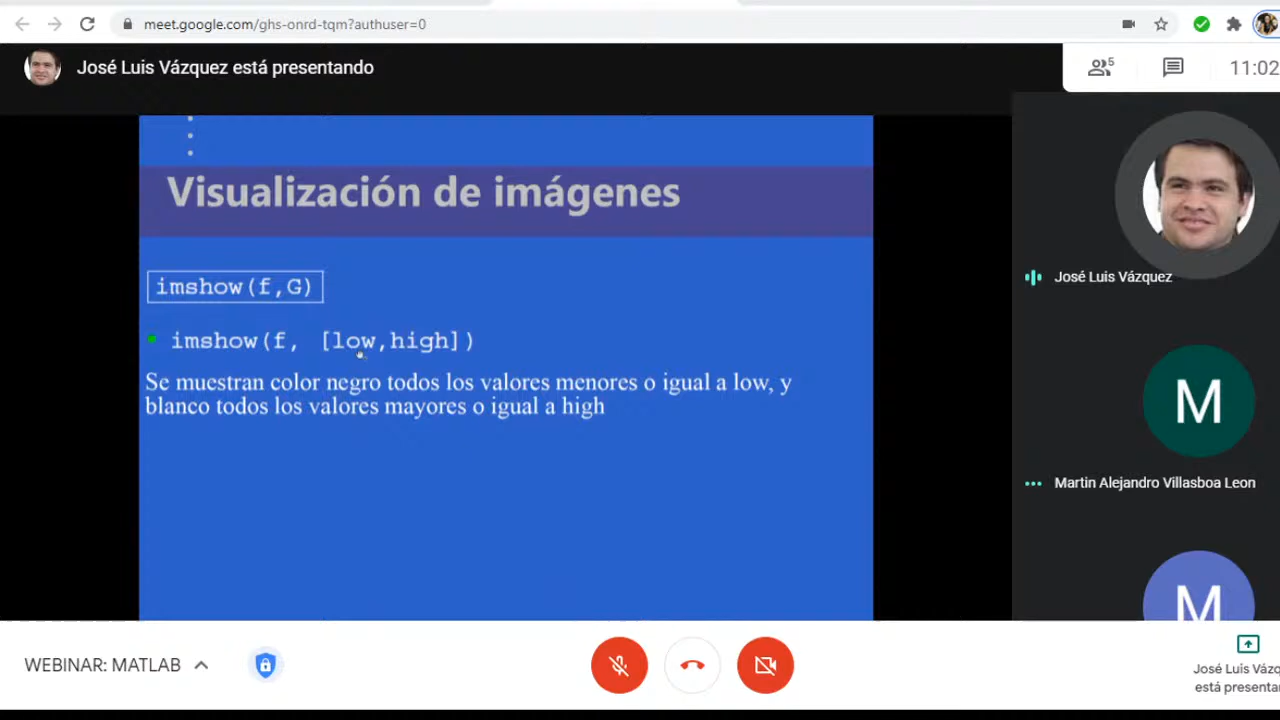 meet.google.com/ghs-onrd-tqm?authuser=0
José Luis Vázquez está presentando
5
11:02
Visualización de imágenes
imshow(f,G)
imshow(f, [low,high])
Se muestran color negro todos los valores menores o igual a low, y
blanco todos los valores mayores o igual a high
José Luis Vázquez
M
Martin Alejandro Villasboa Leon
M
WEBINAR: MATLAB
José Luis Vázq
está presenta